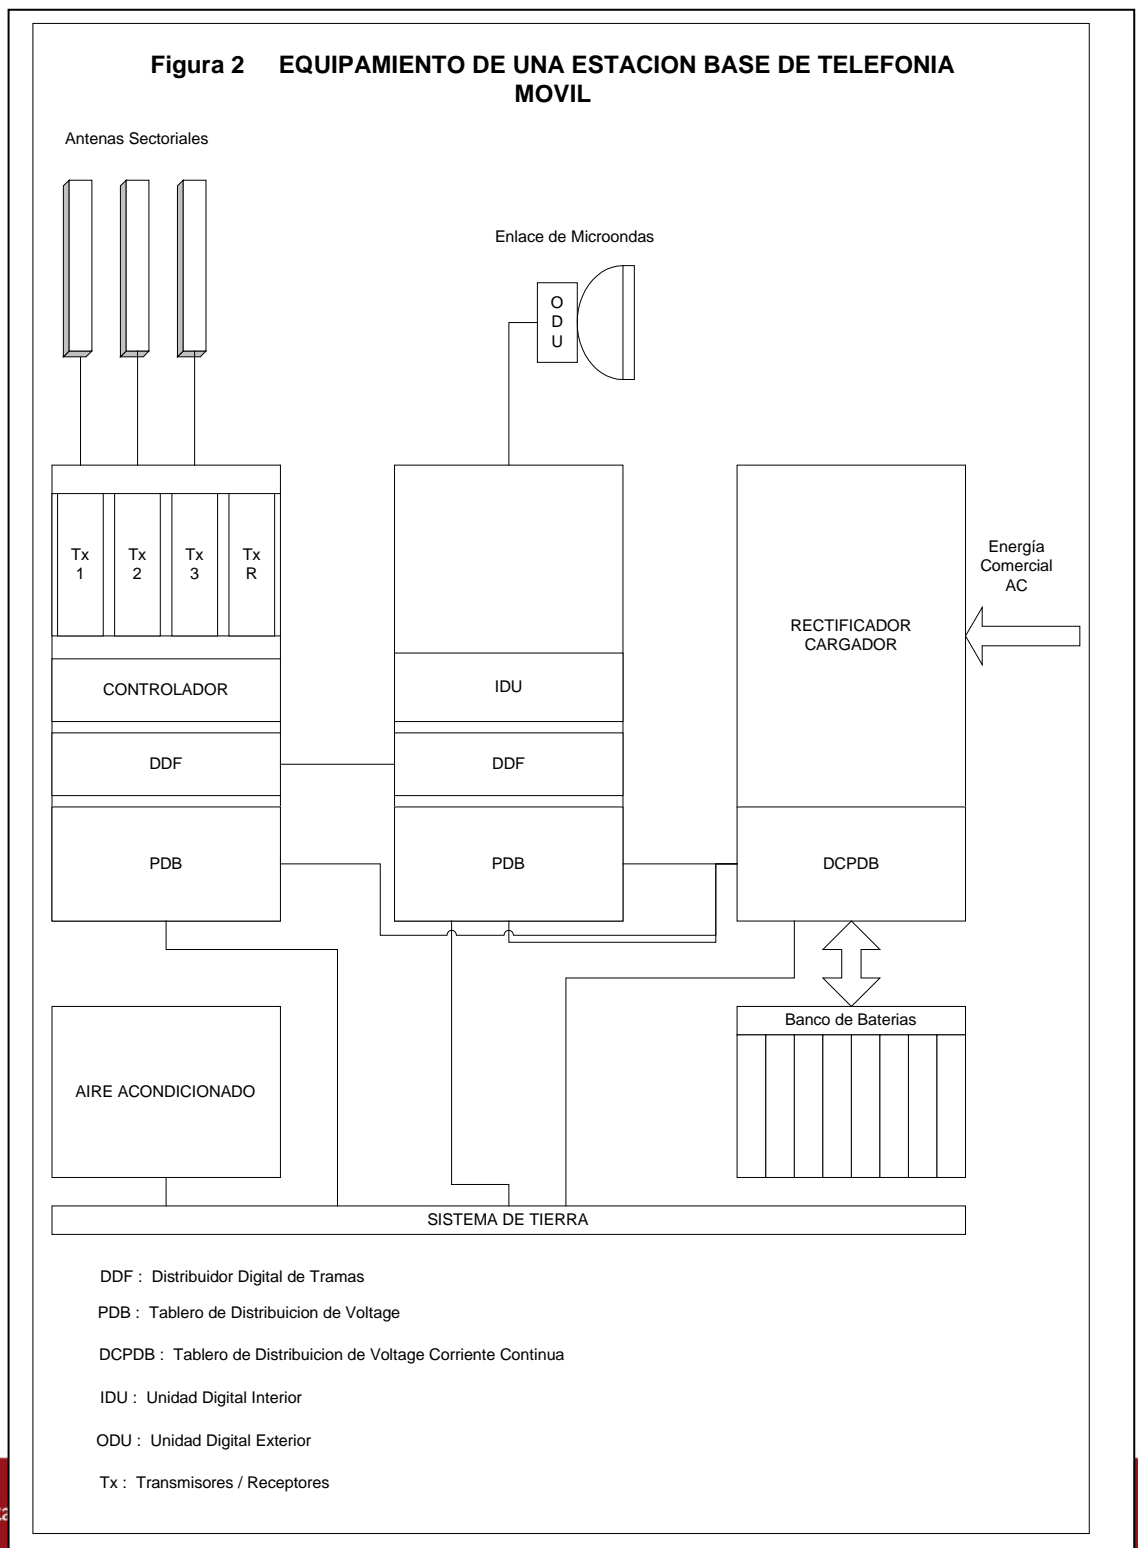 Figura 2 EQUIPAMIENTO DE UNA ESTACION BASE DE TELEFONIA
MOVIL
Antenas Sectoriales
Enlace de Microondas
O
D
U
Tx
1
Tx
2
Tx
3
Tx
R
Energía
Comercial
AC
RECTIFICADOR
CARGADOR
CONTROLADOR
IDU
DDF
DDF
PDB
PDB
DCPDB
Banco de Baterias
AIRE ACONDICIONADO
SISTEMA DE TIERRA
DDF : Distribuidor Digital de Tramas
PDB : Tablero de Distribuicion de Voltage
DCPDB : Tablero de Distribuicion de Voltage Corriente Continua
IDU : Unidad Digital Interior
ODU : Unidad Digital Exterior
Tx : Transmisores / Receptores